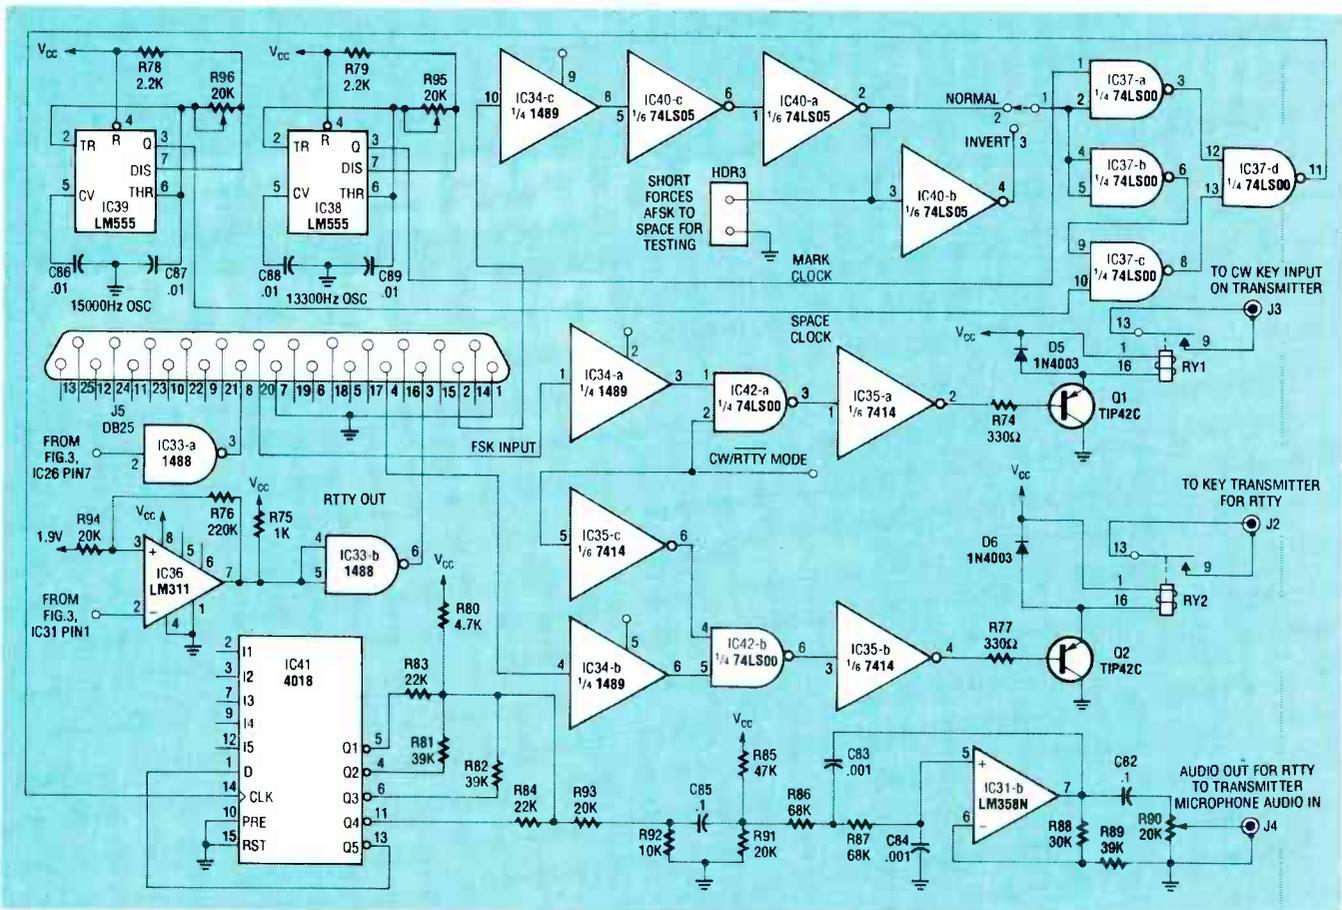 VCC
R78
2.2K
R96
20K
4
R
2
TR
Q
3
DIS
7
5
CV
THR
6
IC39
LM555
C86
.01
C87
.01
15000Hz OSC
VCC
R79
2.2K
R95
20K
4
R
2
TR
Q
3
DIS
7
5
CV
THR
6
IC38
LM555
C88
.01
C89
.01
13300Hz OSC
10
IC34-c
1/4 1489
9
8
5
IC40-c
1/6 74LS05
6
1
IC40-a
1/6 74LS05
2
NORMAL
1
2
INVERT
3
3
IC40-b
1/6 74LS05
4
HDR3
SHORT
FORCES
AFSK TO
SPACE FOR
TESTING
MARK
CLOCK
SPACE
CLOCK
1
2
IC37-a
1/4 74LS00
3
4
5
IC37-b
1/4 74LS00
6
9
10
IC37-c
1/4 74LS00
8
12
13
IC37-d
1/4 74LS00
11
TO CW KEY INPUT
ON TRANSMITTER
J3
13
9
1
16
RY1
VCC
D5
1N4003
Q1
TIP42C
R74
330Ω
13 25 12 24 11 23 10 22 9 21 8 20 7 19 6 18 5 17 4 16 3 15 2 14 1
J5
DB25
FSK INPUT
FROM
FIG.3,
IC26 PIN7
2
IC33-a
1488
3
1
IC34-a
1/4 1489
2
3
1
2
IC42-a
1/4 74LS00
3
1
IC35-a
1/6 7414
2
CW/RTTY MODE
5
IC35-c
1/6 7414
6
4
IC34-b
1/4 1489
5
6
4
5
IC42-b
1/4 74LS00
6
3
IC35-b
1/6 7414
4
R77
330Ω
Q2
TIP42C
VCC
D6
1N4003
TO KEY TRANSMITTER
FOR RTTY
J2
13
9
1
16
RY2
1.9V
R94
20K
R76
220K
VCC
R75
1K
VCC
3
+
8
5
6
IC36
LM311
7
1
2
−
4
FROM
FIG.3,
IC31 PIN1
RTTY OUT
4
5
IC33-b
1488
6
VCC
R80
4.7K
R83
22K
R81
39K
R82
39K
R84
22K
R93
20K
IC41
4018
2
I1
3
I2
7
I3
9
I4
12
I5
1
D
14
CLK
10
PRE
15
RST
Q1
5
Q2
4
Q3
6
Q4
11
Q5
13
R92
10K
C85
.1
VCC
R85
47K
R91
20K
R86
68K
C83
.001
R87
68K
C84
.001
5
+
IC31-b
LM358N
7
6
−
R88
30K
R89
39K
C82
.1
R90
20K
AUDIO OUT FOR RTTY
TO TRANSMITTER
MICROPHONE AUDIO IN
J4